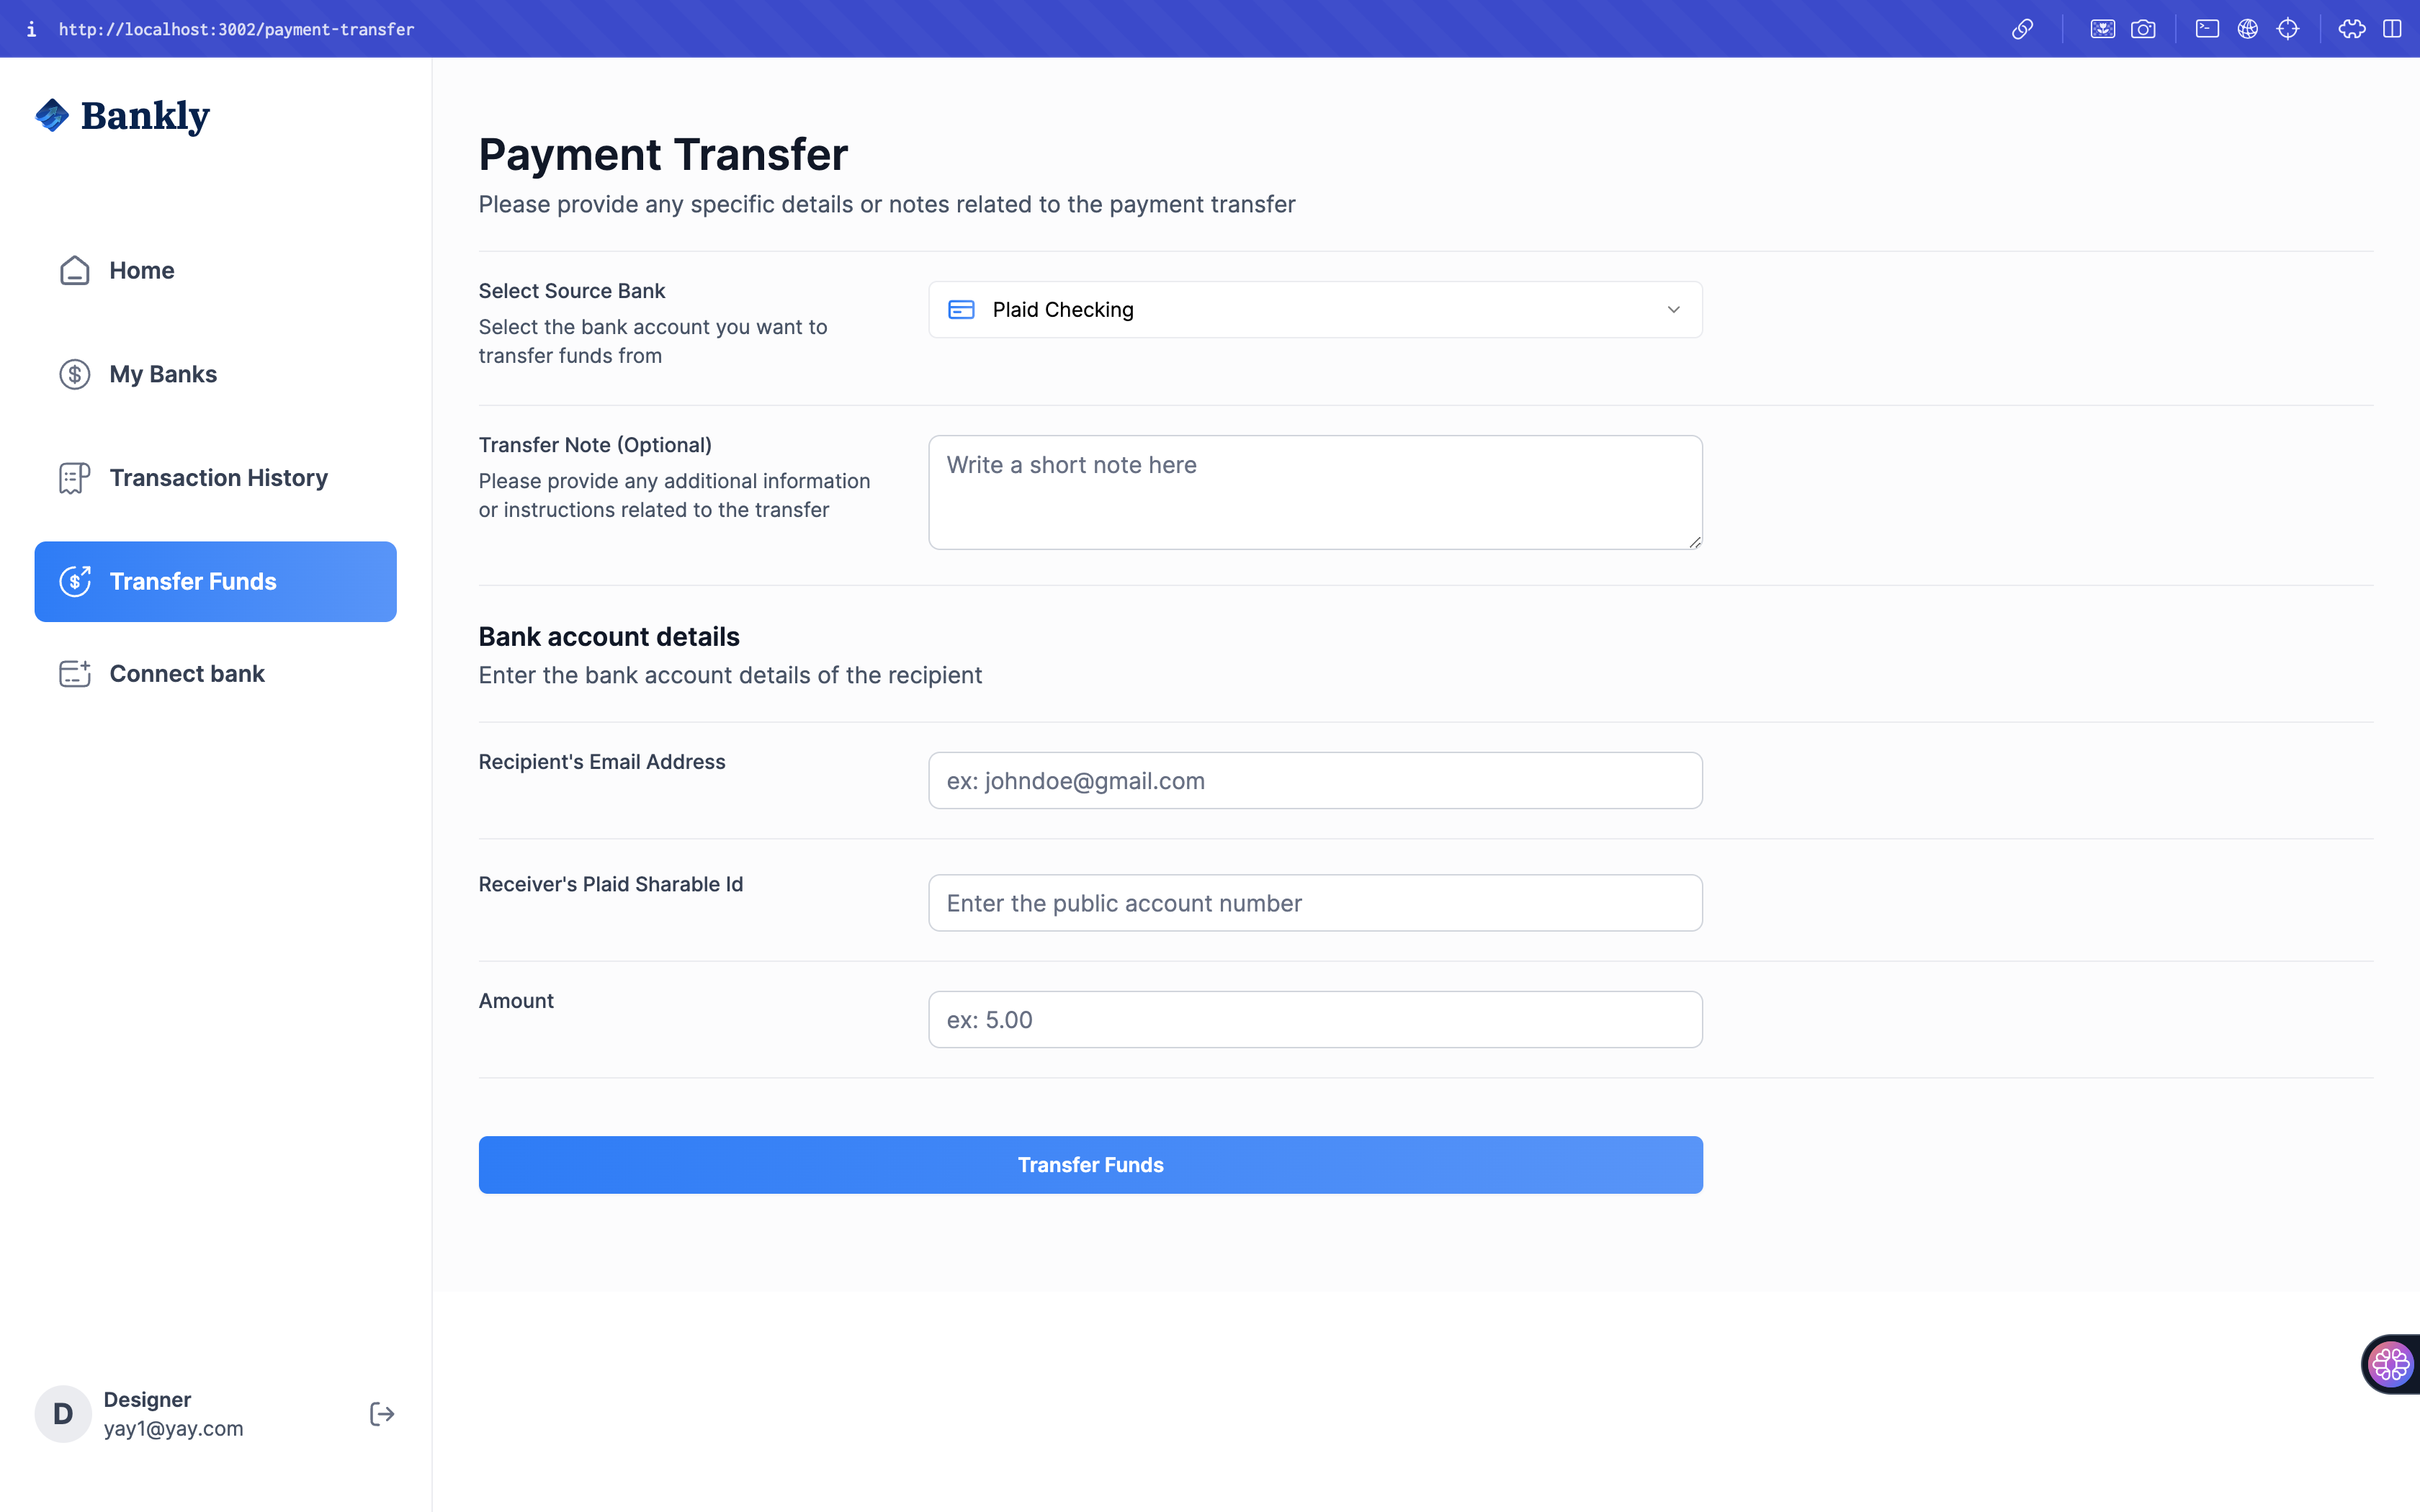 i http://localhost:3002/payment-transfer
Bankly
Home
My Banks
Transaction History
Transfer Funds
Connect bank
Designer
yay1@yay.com
D
Payment Transfer
Please provide any specific details or notes related to the payment transfer
Select Source Bank
Select the bank account you want to
transfer funds from
Plaid Checking
Transfer Note (Optional)
Please provide any additional information
or instructions related to the transfer
Write a short note here
Bank account details
Enter the bank account details of the recipient
Recipient's Email Address
ex: johndoe@gmail.com
Receiver's Plaid Sharable Id
Enter the public account number
Amount
ex: 5.00
Transfer Funds